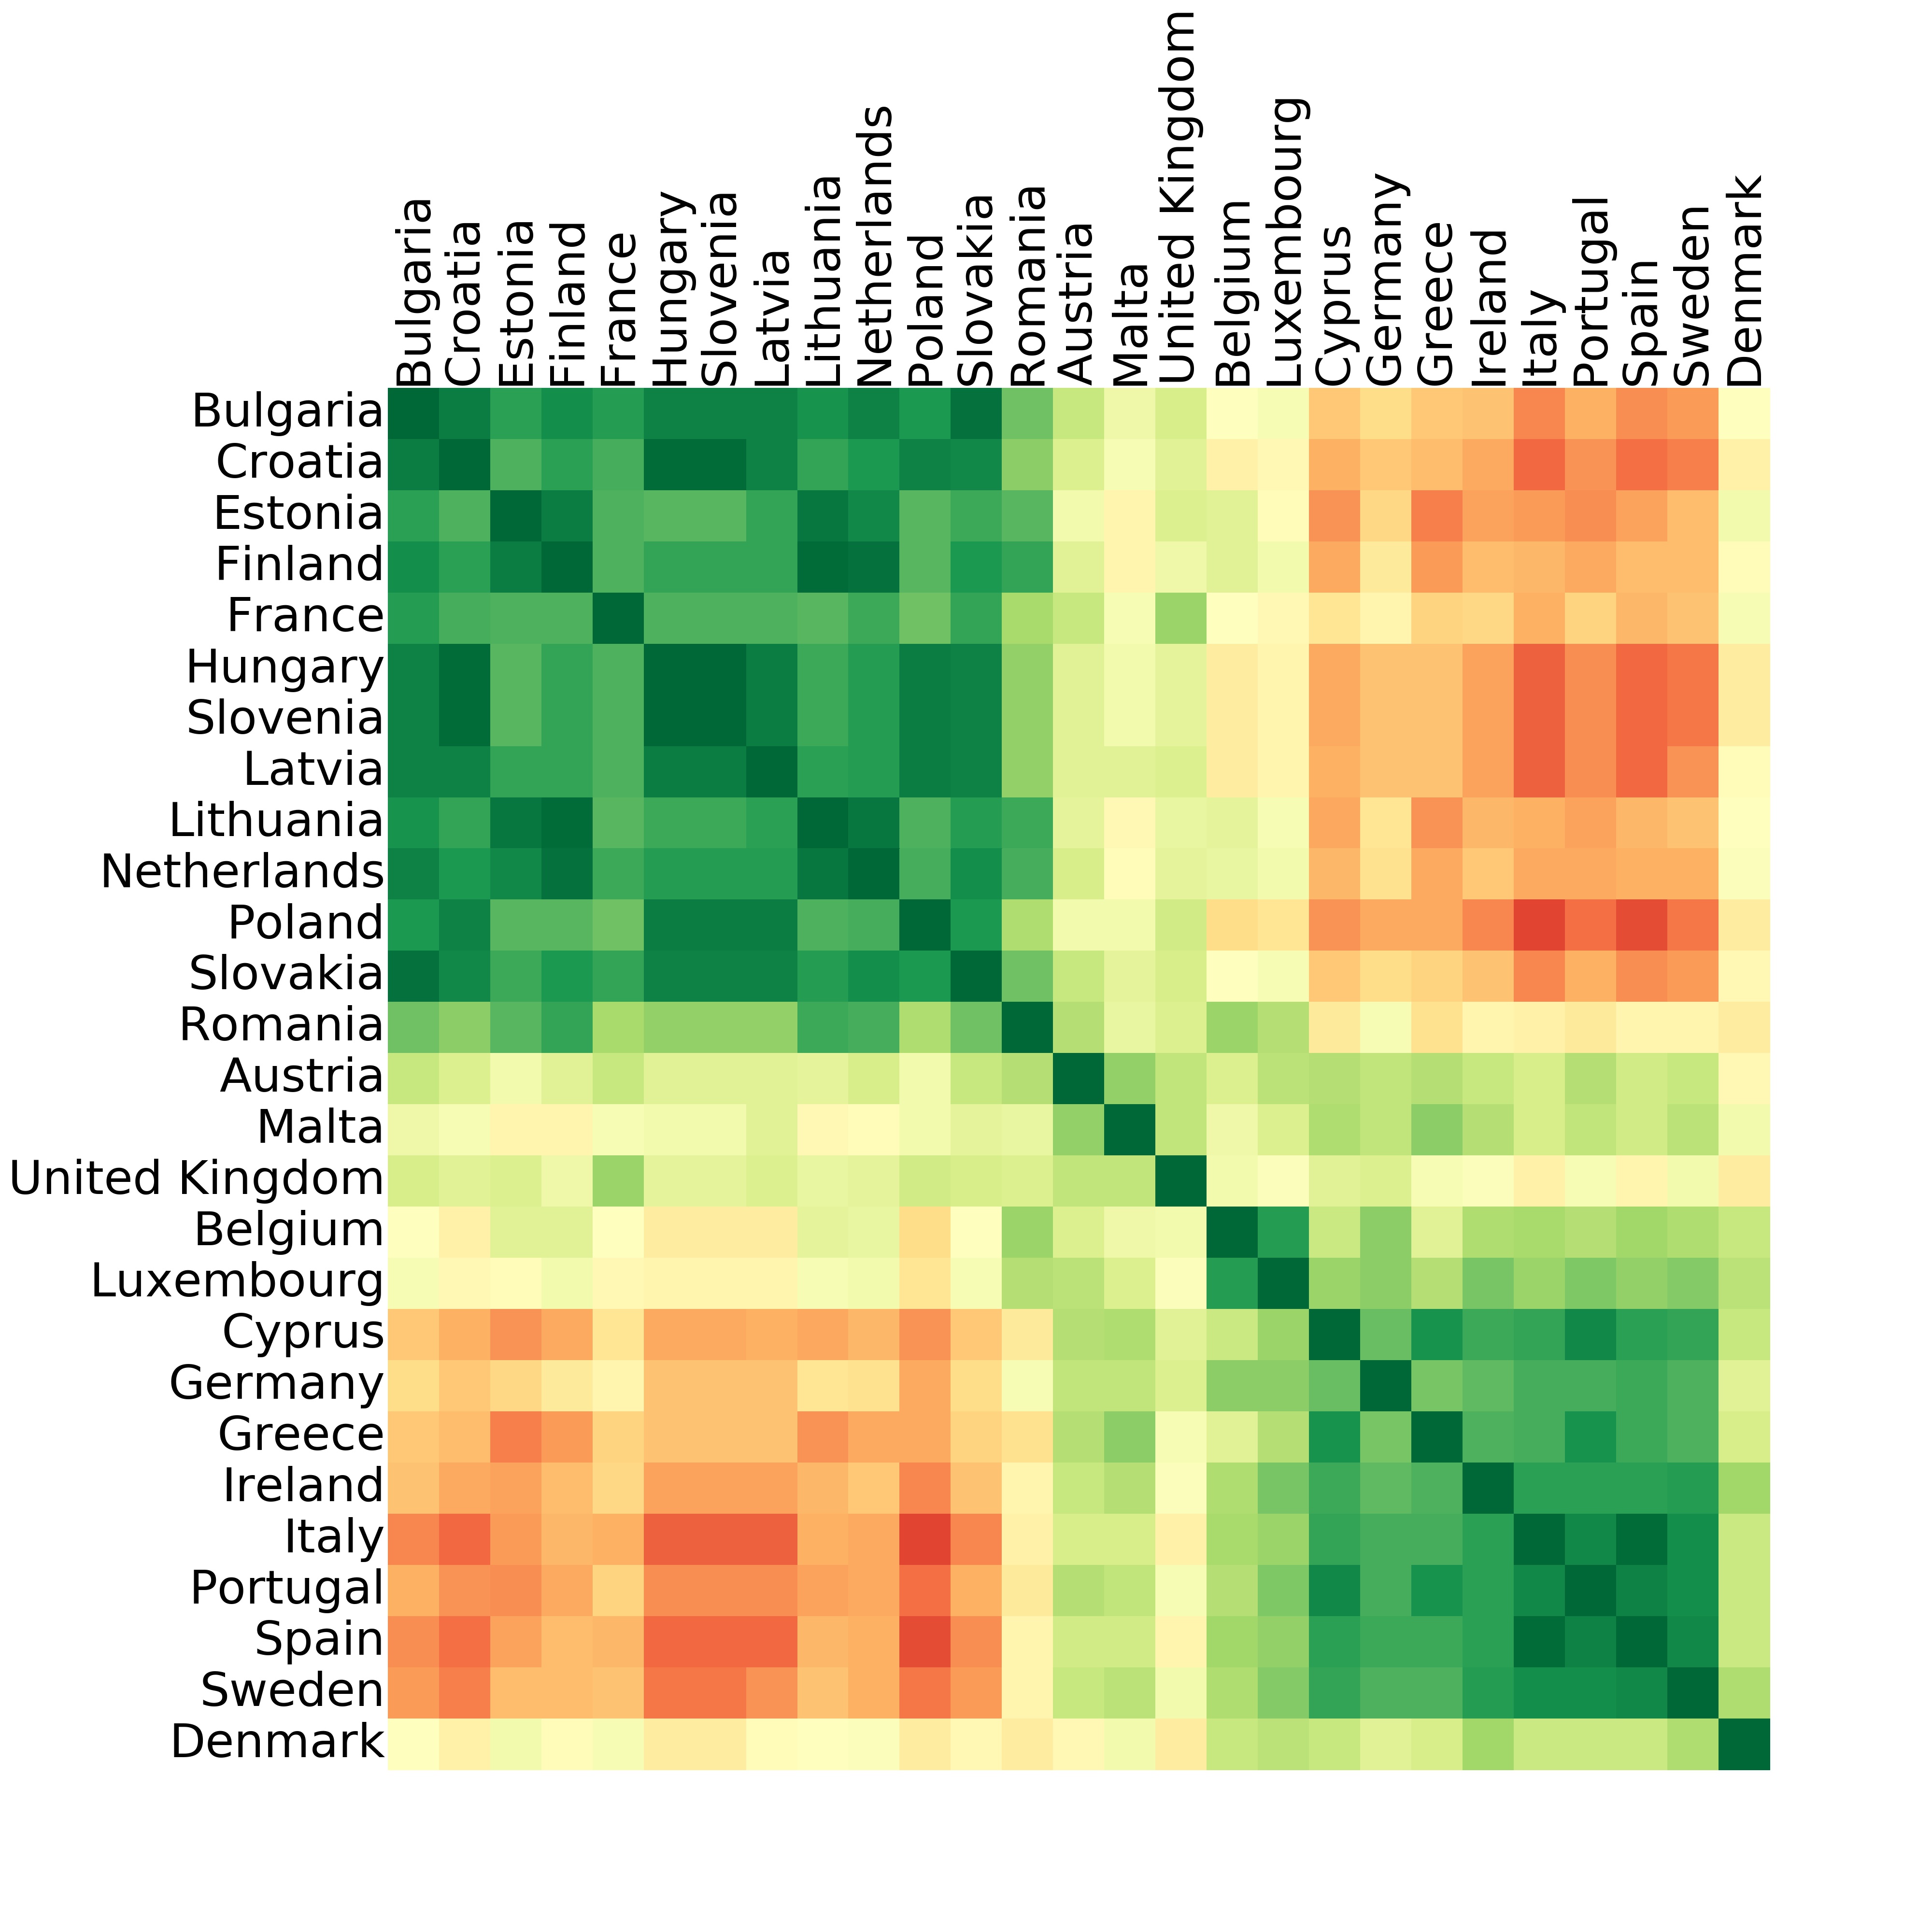 Bulgaria
Croatia
Estonia
Finland
France
Hungary
Slovenia
Latvia
Lithuania
Netherlands
Poland
Slovakia
Romania
Austria
Malta
United Kingdom
Belgium
Luxembourg
Cyprus
Germany
Greece
Ireland
Italy
Portugal
Spain
Sweden
Denmark
Bulgaria
Croatia
Estonia
Finland
France
Hungary
Slovenia
Latvia
Lithuania
Netherlands
Poland
Slovakia
Romania
Austria
Malta
United Kingdom
Belgium
Luxembourg
Cyprus
Germany
Greece
Ireland
Italy
Portugal
Spain
Sweden
Denmark